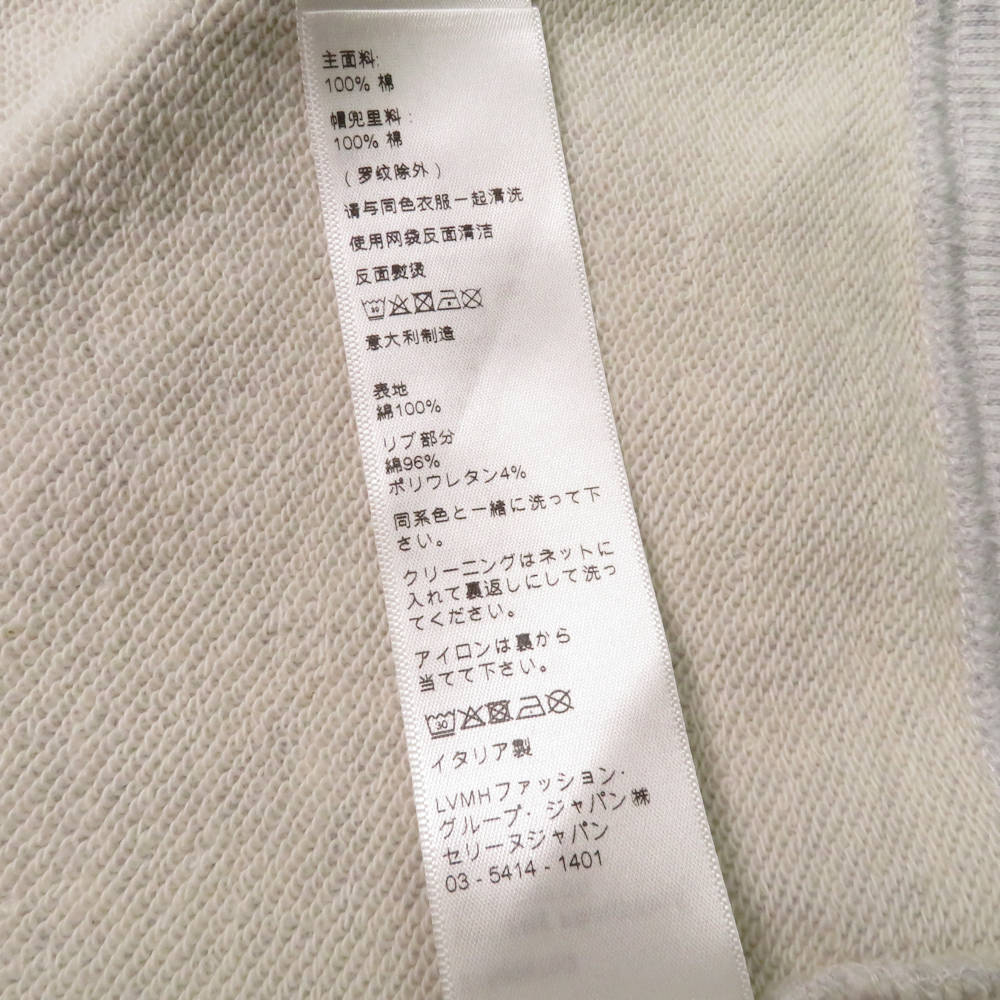 主面料:
100% 棉
帽兜里料:
100% 棉
(罗纹除外)
请与同色衣服一起清洗
使用网袋反面清洁
反面熨烫
30
意大利制造
表地
綿100%
リブ部分
綿96%
ポリウレタン4%
同系色と一緒に洗って下
さい。
クリーニングはネットに
入れて裏返しにして洗っ
てください。
アイロンは裏から
当てて下さい。
30
イタリア製
LVMHファッション・
グループ・ジャパン㈱
セリーヌジャパン
03 - 5414 - 1401